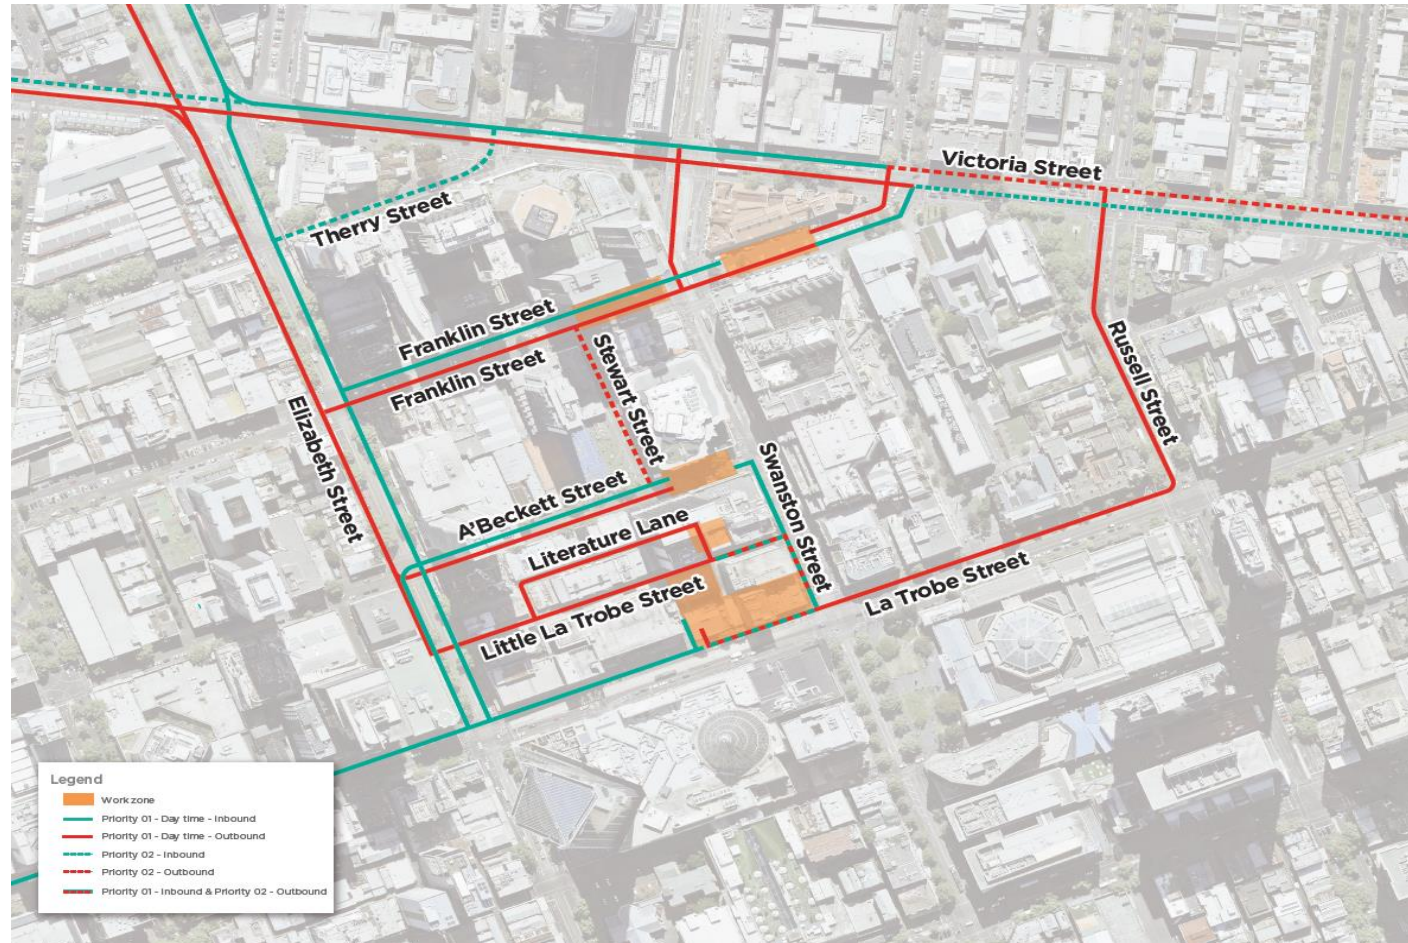 Victoria Street
Therry Street
Franklin Street
Franklin Street
Stewart Street
Russell Street
Elizabeth Street
Swanston Street
A'Beckett Street
Literature Lane
La Trobe Street
Little La Trobe Street
Legend
Work zone
Priority 01 - Day time - Inbound
Priority 01 - Day time - Outbound
Priority 02 - Inbound
Priority 02 - Outbound
Priority 01 - Inbound & Priority 02 - Outbound